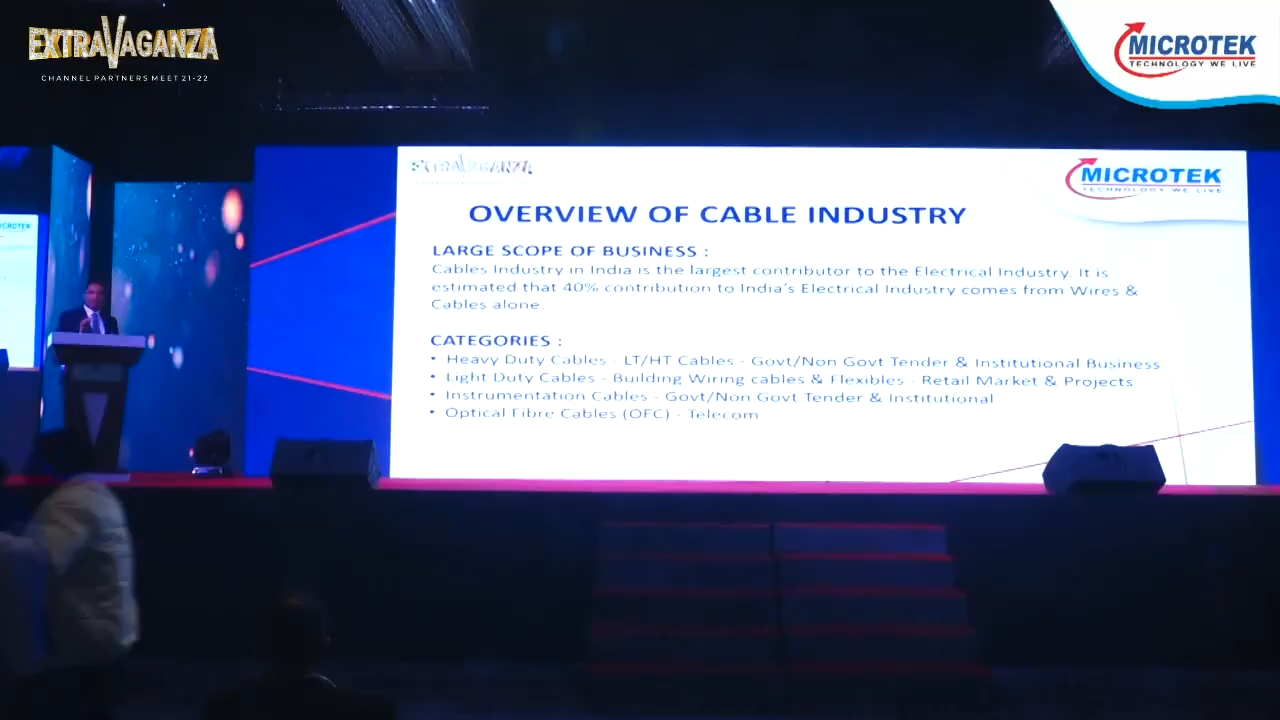 EXTRAVAGANZA
CHANNEL PARTNERS MEET 21-22
MICROTEK
TECHNOLOGY WE LIVE
EXTRAVAGANZA
MICROTEK
TECHNOLOGY WE LIVE
OVERVIEW OF CABLE INDUSTRY
LARGE SCOPE OF BUSINESS :
Cables Industry in India is the largest contributor to the Electrical Industry. It is
estimated that 40% contribution to India's Electrical Industry comes from Wires &
Cables alone.
CATEGORIES :
• Heavy Duty Cables - LT/HT Cables - Govt/Non Govt Tender & Institutional Business
• Light Duty Cables - Building Wiring cables & Flexibles - Retail Market & Projects
• Instrumentation Cables - Govt/Non Govt Tender & Institutional
• Optical Fibre Cables (OFC) - Telecom